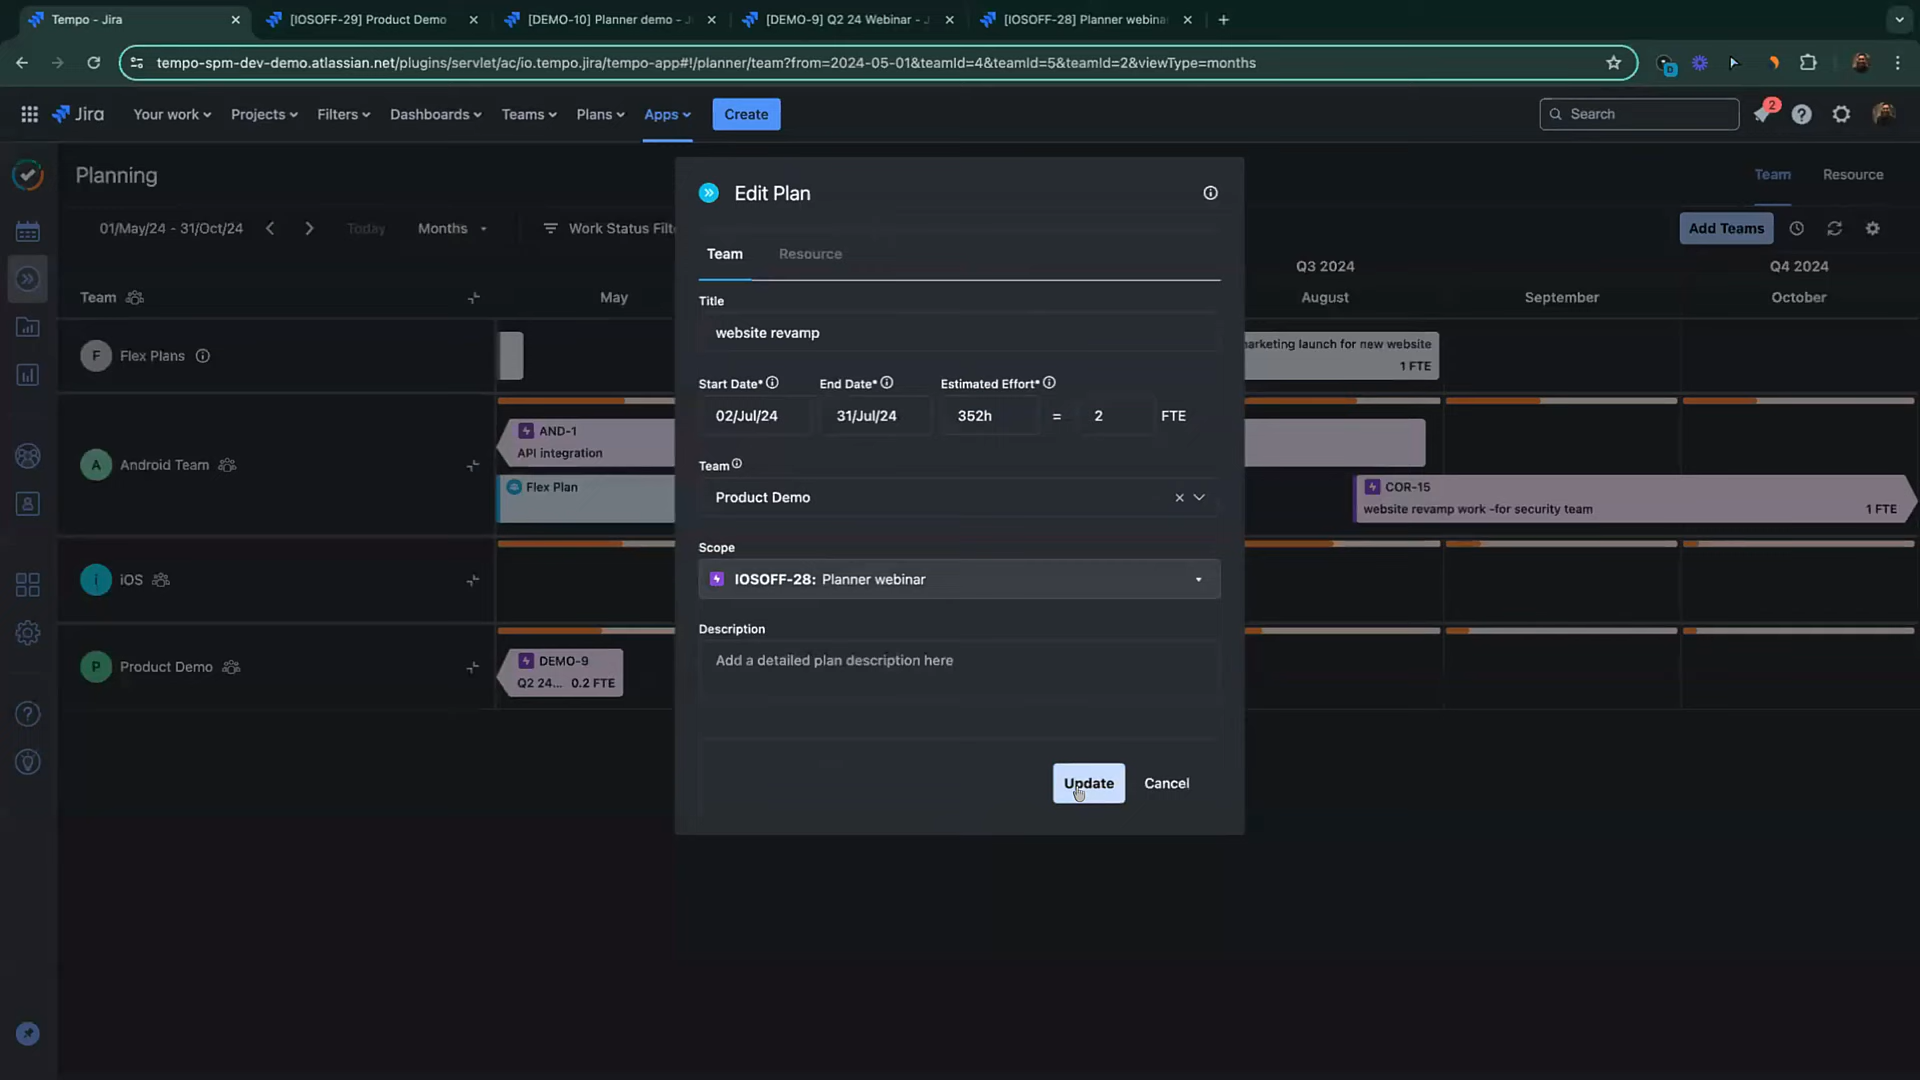 Tempo - Jira
[IOSOFF-29] Product Demo
[DEMO-10] Planner demo - J
[DEMO-9] Q2 24 Webinar - J
[IOSOFF-28] Planner webina
tempo-spm-dev-demo.atlassian.net/plugins/servlet/ac/io.tempo.jira/tempo-app#!/planner/team?from=2024-05-01&teamId=4&teamId=5&teamId=2&viewType=months
Jira
Your work
Projects
Filters
Dashboards
Teams
Plans
Apps
Create
Search
2
Planning
Team
Resource
01/May/24 - 31/Oct/24
Today
Months
Work Status Filte
Add Teams
Q3 2024
Q4 2024
Team
May
August
September
October
F
Flex Plans
arketing launch for new website
1 FTE
A
Android Team
AND-1
API integration
Flex Plan
COR-15
website revamp work -for security team
1 FTE
i
iOS
P
Product Demo
DEMO-9
Q2 24... 0.2 FTE
Edit Plan
Team
Resource
Title
website revamp
Start Date*
End Date*
Estimated Effort*
02/Jul/24
31/Jul/24
352h
=
2
FTE
Team
Product Demo
Scope
IOSOFF-28: Planner webinar
Description
Add a detailed plan description here
Update
Cancel